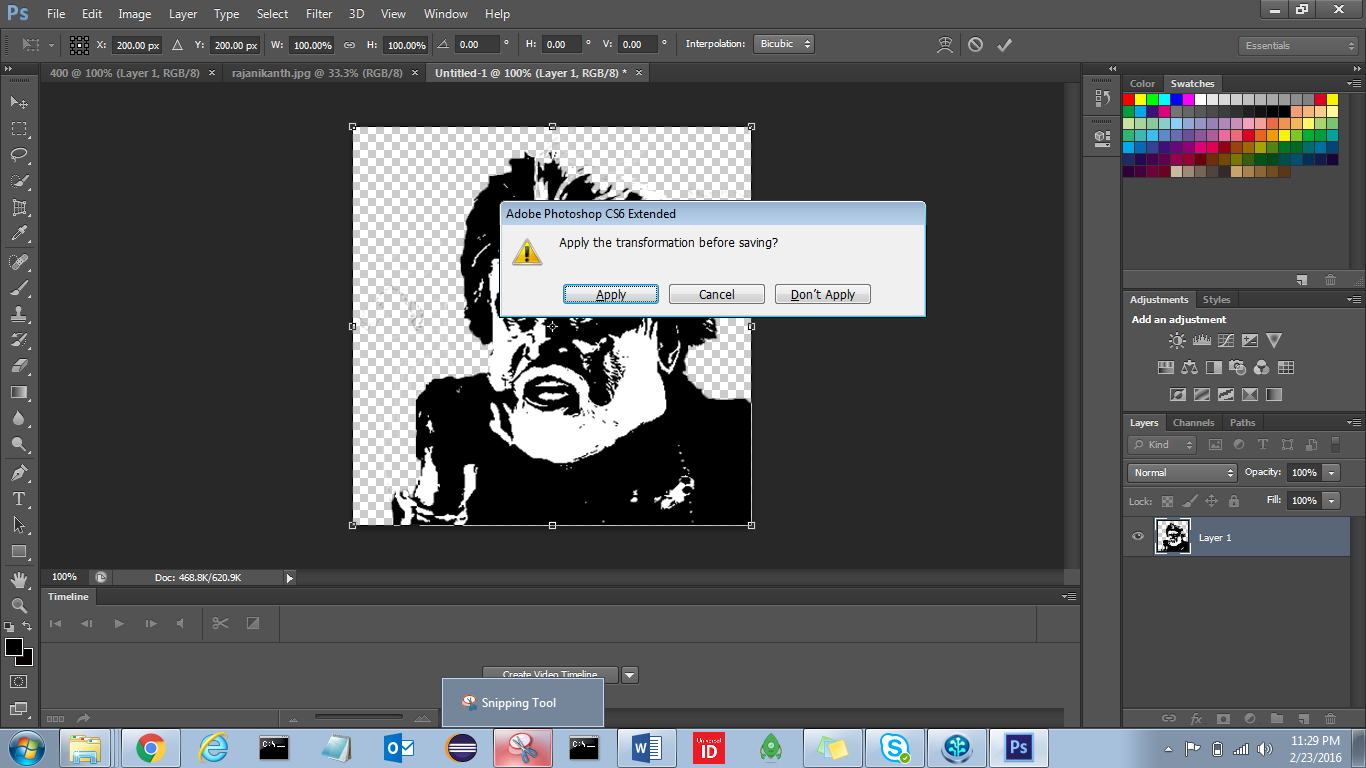 Ps File Edit Image Layer Type Select Filter 3D View Window Help
X: 200.00 px Y: 200.00 px W: 100.00% H: 100.00% 0.00 ° H: 0.00 ° V: 0.00 ° Interpolation: Bicubic Essentials
400 @ 100% (Layer 1, RGB/8) × rajanikanth.jpg @ 33.3% (RGB/8) × Untitled-1 @ 100% (Layer 1, RGB/8) * ×
Color Swatches
Adobe Photoshop CS6 Extended
Apply the transformation before saving?
Apply Cancel Don't Apply
Adjustments Styles
Add an adjustment
Layers Channels Paths
Kind
Normal Opacity: 100%
Lock: Fill: 100%
Layer 1
100% Doc: 468.8K/620.9K
Timeline
Create Video Timeline
Snipping Tool
C:\
C:\
Universal
ID
Ps
11:29 PM
2/23/2016